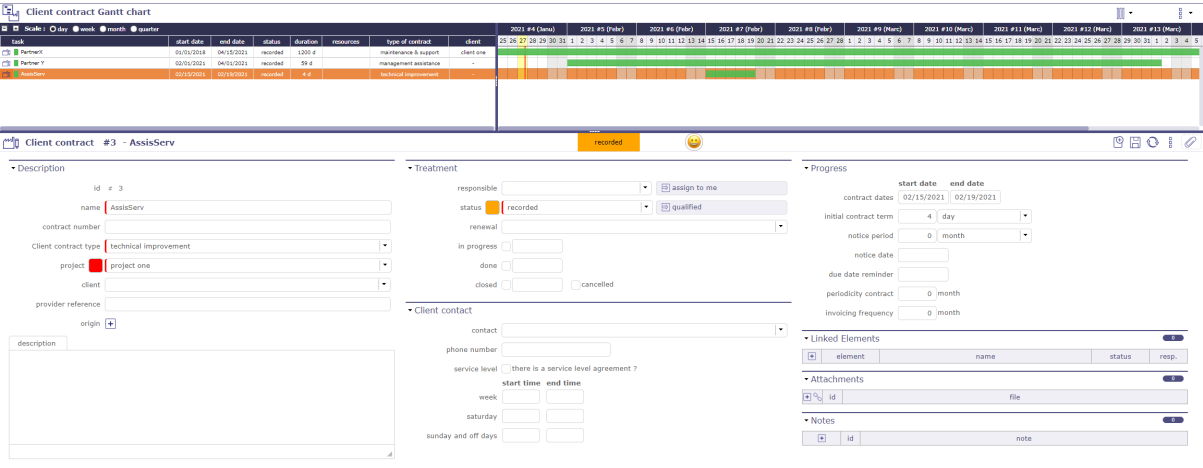 Client contract Gantt chart
Scale : day week month quarter
2021 #4 (Janu) 2021 #5 (Febr) 2021 #6 (Febr) 2021 #7 (Febr) 2021 #8 (Febr) 2021 #9 (Marc) 2021 #10 (Marc) 2021 #11 (Marc) 2021 #12 (Marc) 2021 #13 (Marc)
task start date end date status duration resources type of contract client
25 26 27 28 29 30 31 1 2 3 4 5 6 7 8 9 10 11 12 13 14 15 16 17 18 19 20 21 22 23 24 25 26 27 28 1 2 3 4 5 6 7 8 9 10 11 12 13 14 15 16 17 18 19 20 21 22 23 24 25 26 27 28 29 30 31 1 2 3 4 5
PartnerX 01/01/2018 04/15/2021 recorded 1200 d maintenance & support client one
Partner Y 02/01/2021 04/01/2021 recorded 59 d management assistance -
AssisServ 02/15/2021 02/19/2021 recorded 4 d technical improvement -
Client contract #3 - AssisServ
recorded
Description
id # 3
name AssisServ
contract number
Client contract type technical improvement
project project one
client
provider reference
origin
description
Treatment
responsible assign to me
status recorded qualified
renewal
in progress
done
closed cancelled
Client contact
contact
phone number
service level there is a service level agreement ?
start time end time
week
saturday
sunday and off days
Progress
start date end date
contract dates 02/15/2021 02/19/2021
initial contract term 4 day
notice period 0 month
notice date
due date reminder
periodicity contract 0 month
invoicing frequency 0 month
Linked Elements 0
element name status resp.
Attachments 0
id file
Notes 0
id note